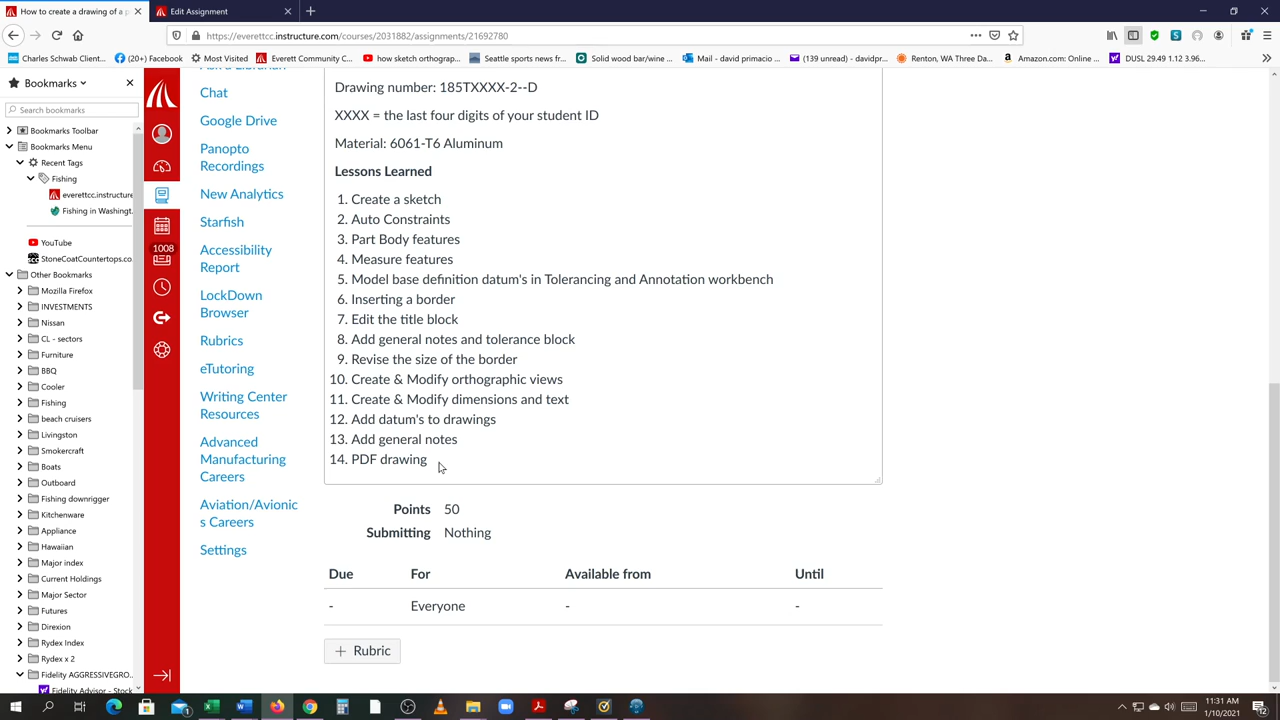 How to create a drawing of a p
Edit Assignment
https://everettcc.instructure.com/courses/2031882/assignments/21692780
Charles Schwab Client...
(20+) Facebook
Most Visited
Everett Community C...
how sketch orthograp...
Seattle sports news fr...
Solid wood bar/wine ...
Mail - david primacio ...
(139 unread) - davidpr...
Renton, WA Three Da...
Amazon.com: Online ...
DUSL 29.49 1.12 3.96...
Bookmarks
Search bookmarks
Bookmarks Toolbar
Bookmarks Menu
Recent Tags
Fishing
everettcc.instructure
Fishing in Washingt.
YouTube
StoneCoatCountertops.co
Other Bookmarks
Mozilla Firefox
INVESTMENTS
Nissan
CL - sectors
Furniture
BBQ
Cooler
Fishing
beach cruisers
Livingston
Smokercraft
Boats
Outboard
Fishing downrigger
Kitchenware
Appliance
Hawaiian
Major index
Current Holdings
Major Sector
Futures
Direxion
Rydex Index
Rydex x 2
Fidelity AGGRESSIVEGRO...
Fidelity Advisor - Stock
1008
Chat
Google Drive
Panopto
Recordings
New Analytics
Starfish
Accessibility
Report
LockDown
Browser
Rubrics
eTutoring
Writing Center
Resources
Advanced
Manufacturing
Careers
Aviation/Avionic
s Careers
Settings
Drawing number: 185TXXXX-2--D
XXXX = the last four digits of your student ID
Material: 6061-T6 Aluminum
Lessons Learned
1. Create a sketch
2. Auto Constraints
3. Part Body features
4. Measure features
5. Model base definition datum's in Tolerancing and Annotation workbench
6. Inserting a border
7. Edit the title block
8. Add general notes and tolerance block
9. Revise the size of the border
10. Create & Modify orthographic views
11. Create & Modify dimensions and text
12. Add datum's to drawings
13. Add general notes
14. PDF drawing
Points 50
Submitting Nothing
Due For Available from Until
- Everyone - -
+ Rubric
11:31 AM
1/10/2021